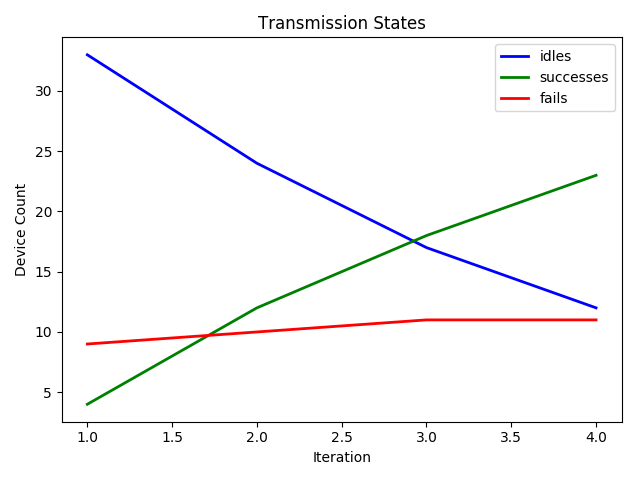 Transmission States
idles
successes
fails
Device Count
30
25
20
15
10
5
1.0 1.5 2.0 2.5 3.0 3.5 4.0
Iteration